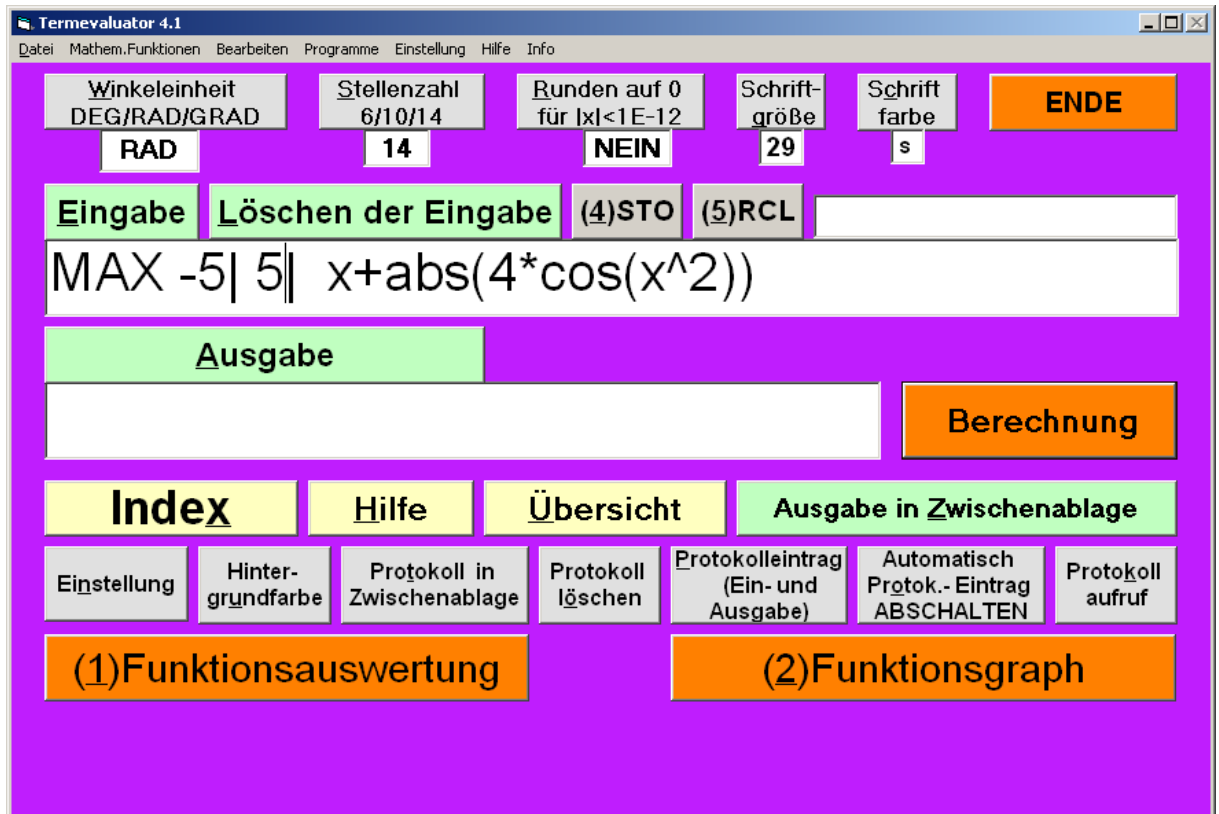 Termevaluator 4.1
Datei Mathem.Funktionen Bearbeiten Programme Einstellung Hilfe Info
Winkeleinheit
DEG/RAD/GRAD
RAD
Stellenzahl
6/10/14
14
Runden auf 0
für |x|<1E-12
NEIN
Schrift-
größe
29
Schrift
farbe
s
ENDE
Eingabe
Löschen der Eingabe
(4)STO
(5)RCL
MAX -5| 5|  x+abs(4*cos(x^2))
Ausgabe
Berechnung
Index
Hilfe
Übersicht
Ausgabe in Zwischenablage
Einstellung
Hinter-
grundfarbe
Protokoll in
Zwischenablage
Protokoll
löschen
Protokolleintrag
(Ein- und
Ausgabe)
Automatisch
Protok.- Eintrag
ABSCHALTEN
Protokoll
aufruf
(1)Funktionsauswertung
(2)Funktionsgraph